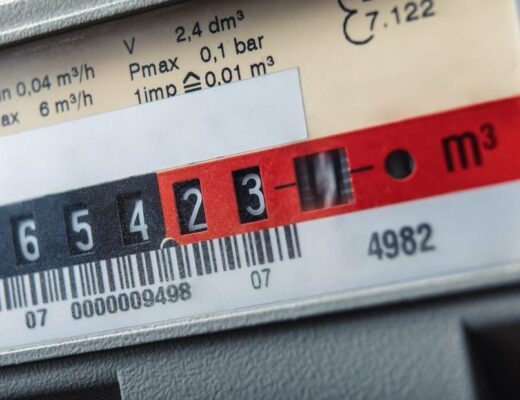 V 2,4 dm³
7.122
in 0,04 m³/h
Pmax 0,1 bar
ax 6 m³/h
1imp ≙ 0,01 m³
6 5 4 2 3
m³
4982
07 0000009498 07